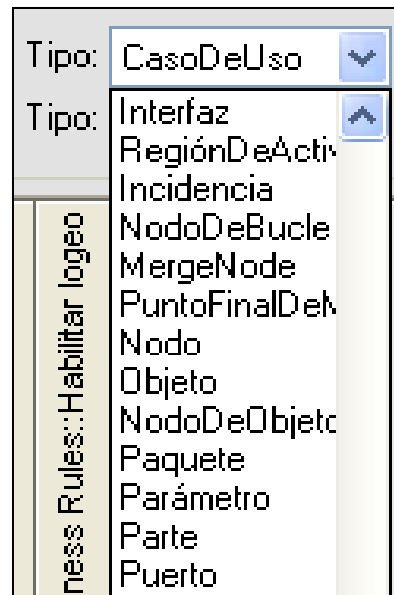 Tipo: CasoDeUso
Tipo:
Interfaz
RegiónDeActiv
Incidencia
NodoDeBucle
MergeNode
PuntoFinalDeM
Nodo
Objeto
NodoDeObjeto
Paquete
Parámetro
Parte
Puerto
ness Rules::Habilitar logeo